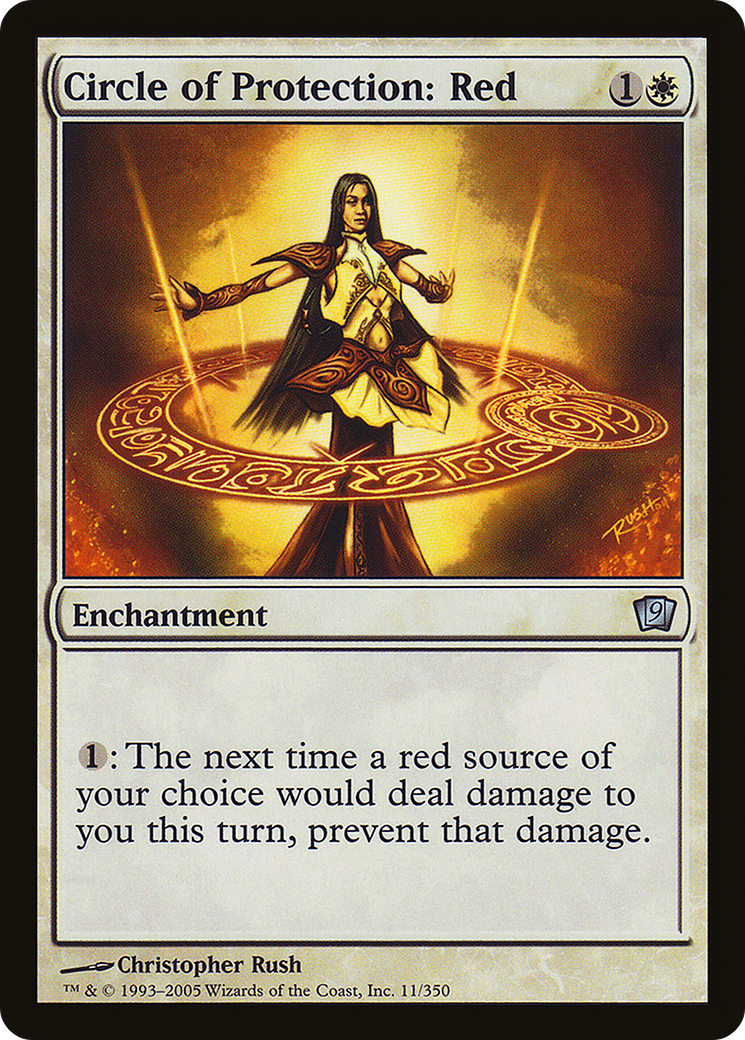 Circle of Protection: Red 1
RUSH
Enchantment 9
1: The next time a red source of
your choice would deal damage to
you this turn, prevent that damage.
Christopher Rush
™ & © 1993–2005 Wizards of the Coast, Inc. 11/350